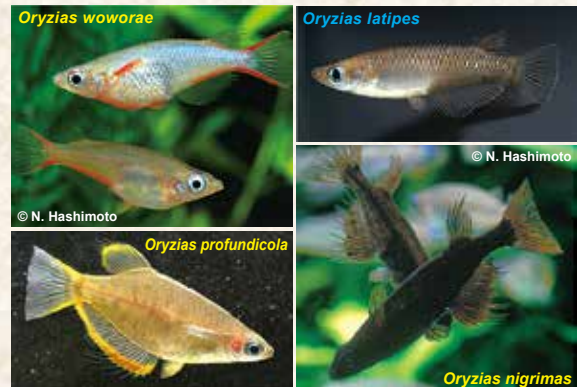 Oryzias woworae
© N. Hashimoto
Oryzias latipes
Oryzias profundicola
© N. Hashimoto
Oryzias nigrimas